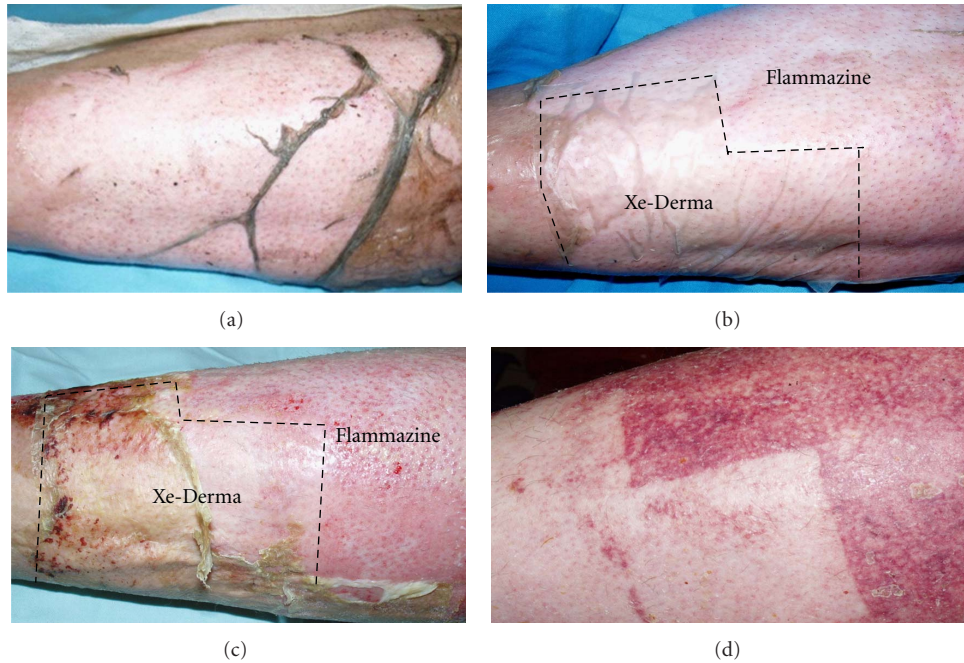 (a)
Flammazine
Xe-Derma
(b)
Flammazine
Xe-Derma
(c)
(d)